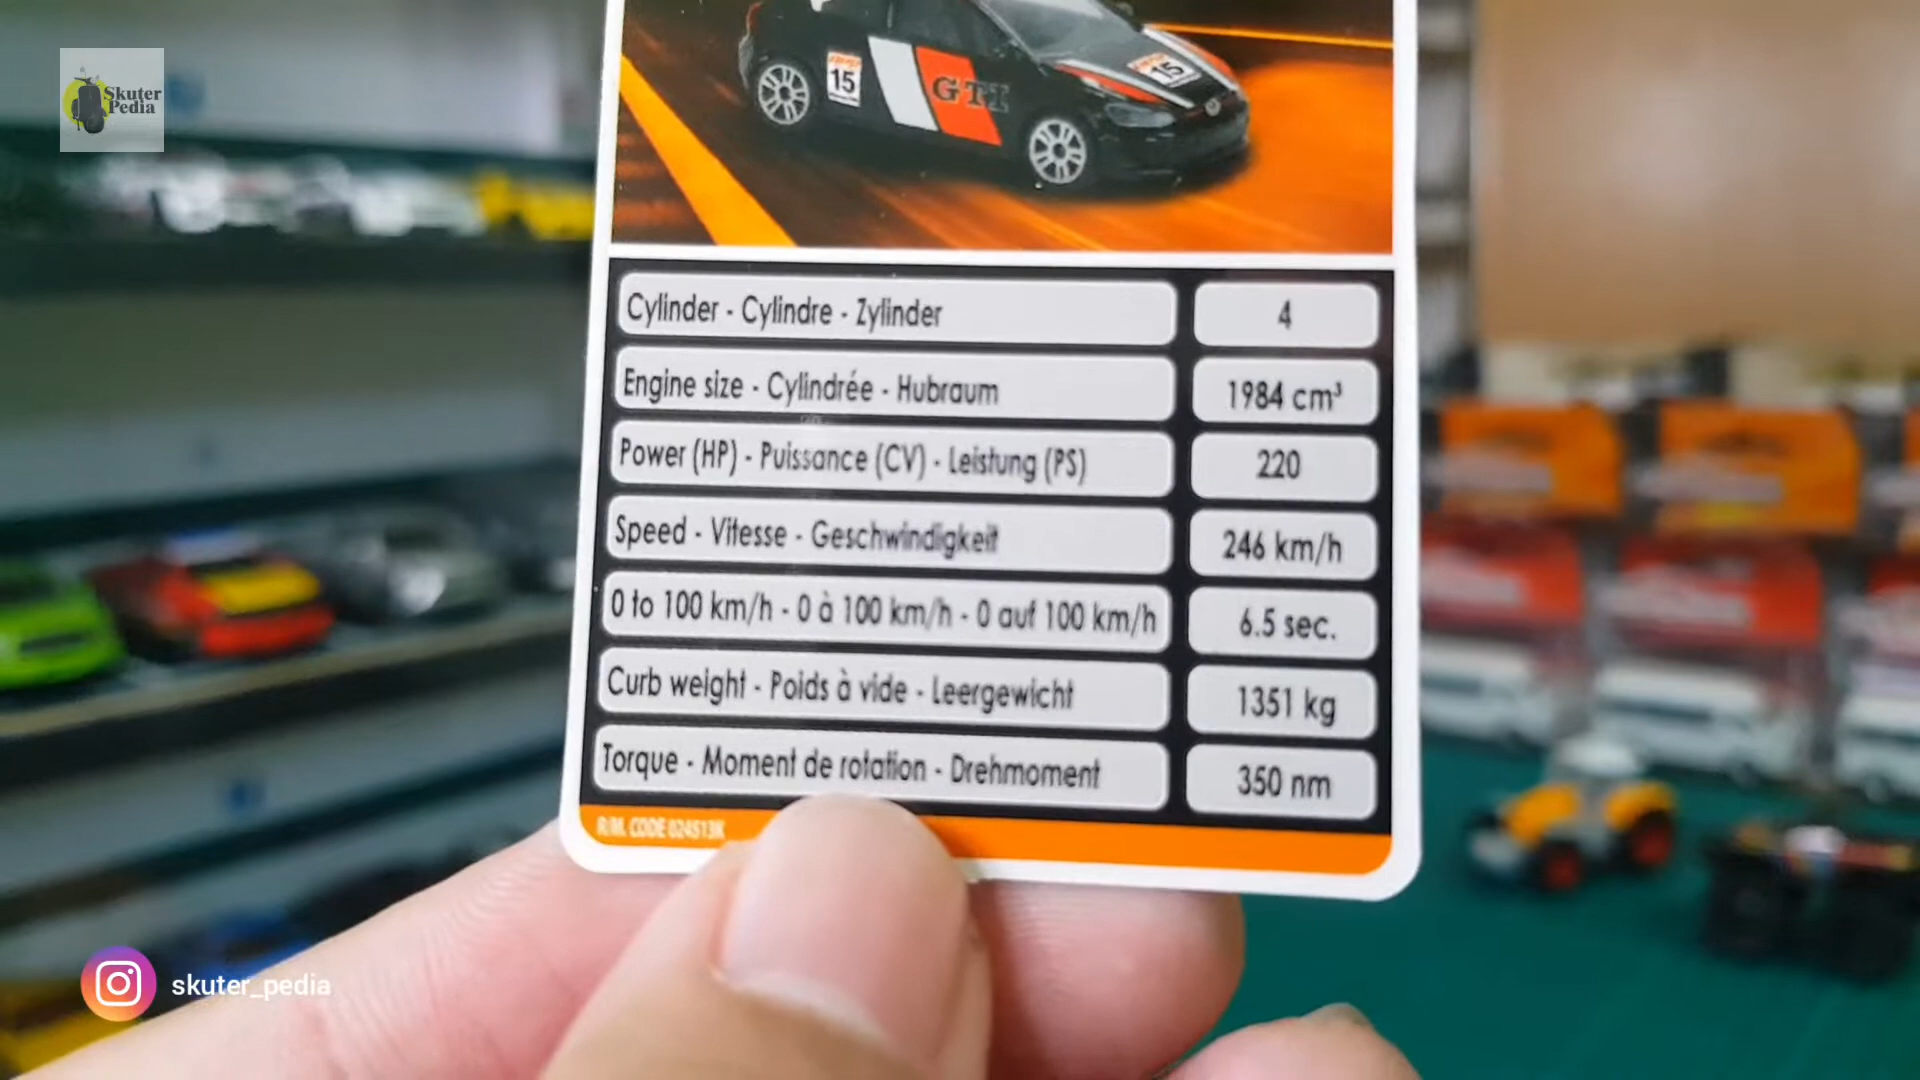 Skuter
Pedia
15
GTI
15
Cylinder - Cylindre - Zylinder 4
Engine size - Cylindrée - Hubraum 1984 cm³
Power (HP) - Puissance (CV) - Leistung (PS) 220
Speed - Vitesse - Geschwindigkeit 246 km/h
0 to 100 km/h - 0 à 100 km/h - 0 auf 100 km/h 6.5 sec.
Curb weight - Poids à vide - Leergewicht 1351 kg
Torque - Moment de rotation - Drehmoment 350 nm
R/M. CODE 024513K
skuter_pedia